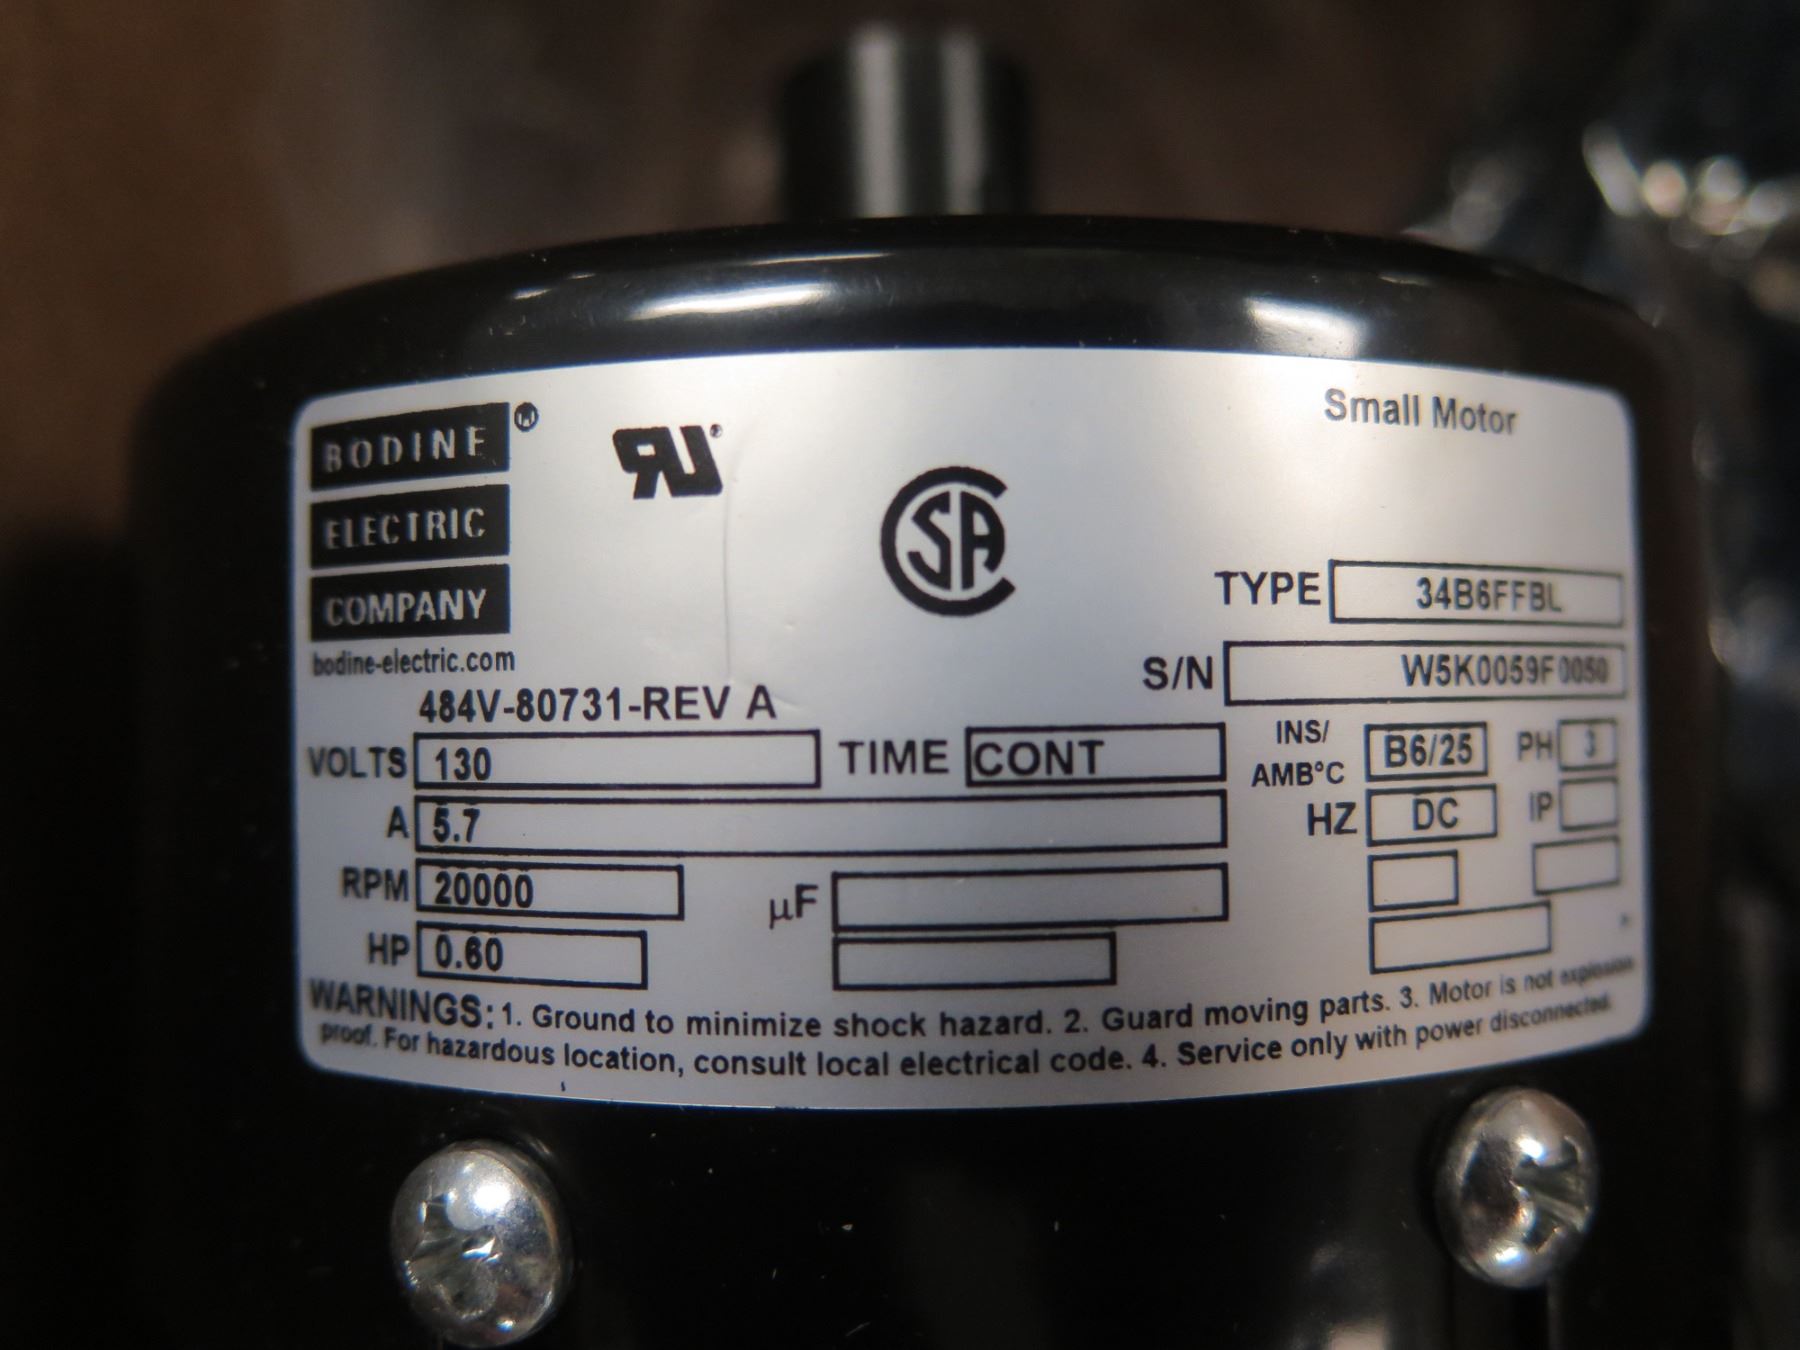 BODINE ®
ELECTRIC
COMPANY
bodine-electric.com
RU ®
CSA
Small Motor
TYPE 34B6FFBL
S/N W5K0059F0050
484V-80731-REV A
VOLTS 130 TIME CONT INS/AMB°C B6/25 PH 3
A 5.7 HZ DC IP
RPM 20000 µF
HP 0.60
WARNINGS: 1. Ground to minimize shock hazard. 2. Guard moving parts. 3. Motor is not explosion
proof. For hazardous location, consult local electrical code. 4. Service only with power disconnected.